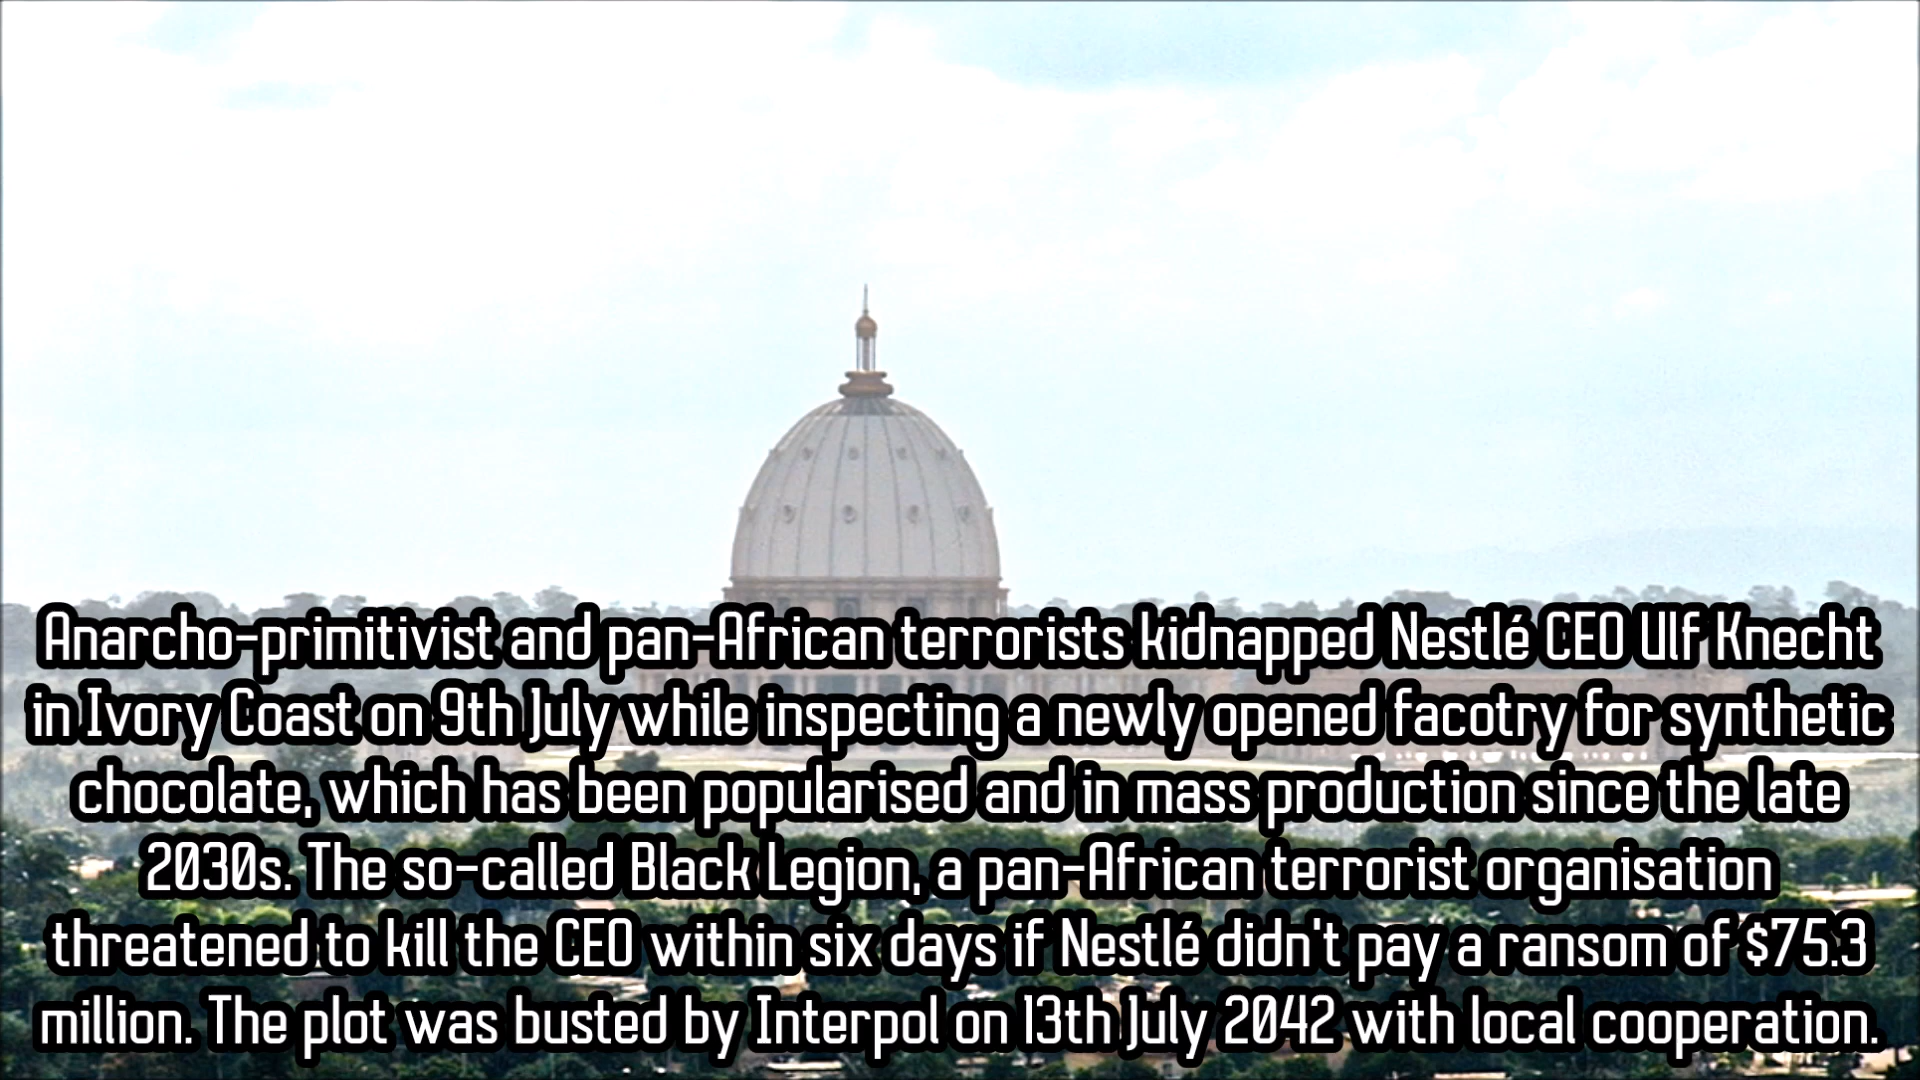 Anarcho-primitivist and pan-African terrorists kidnapped Nestlé CEO Ulf Knecht
in Ivory Coast on 9th July while inspecting a newly opened facotry for synthetic
chocolate, which has been popularised and in mass production since the late
2030s. The so-called Black Legion, a pan-African terrorist organisation
threatened to kill the CEO within six days if Nestlé didn't pay a ransom of $75.3
million. The plot was busted by Interpol on 13th July 2042 with local cooperation.